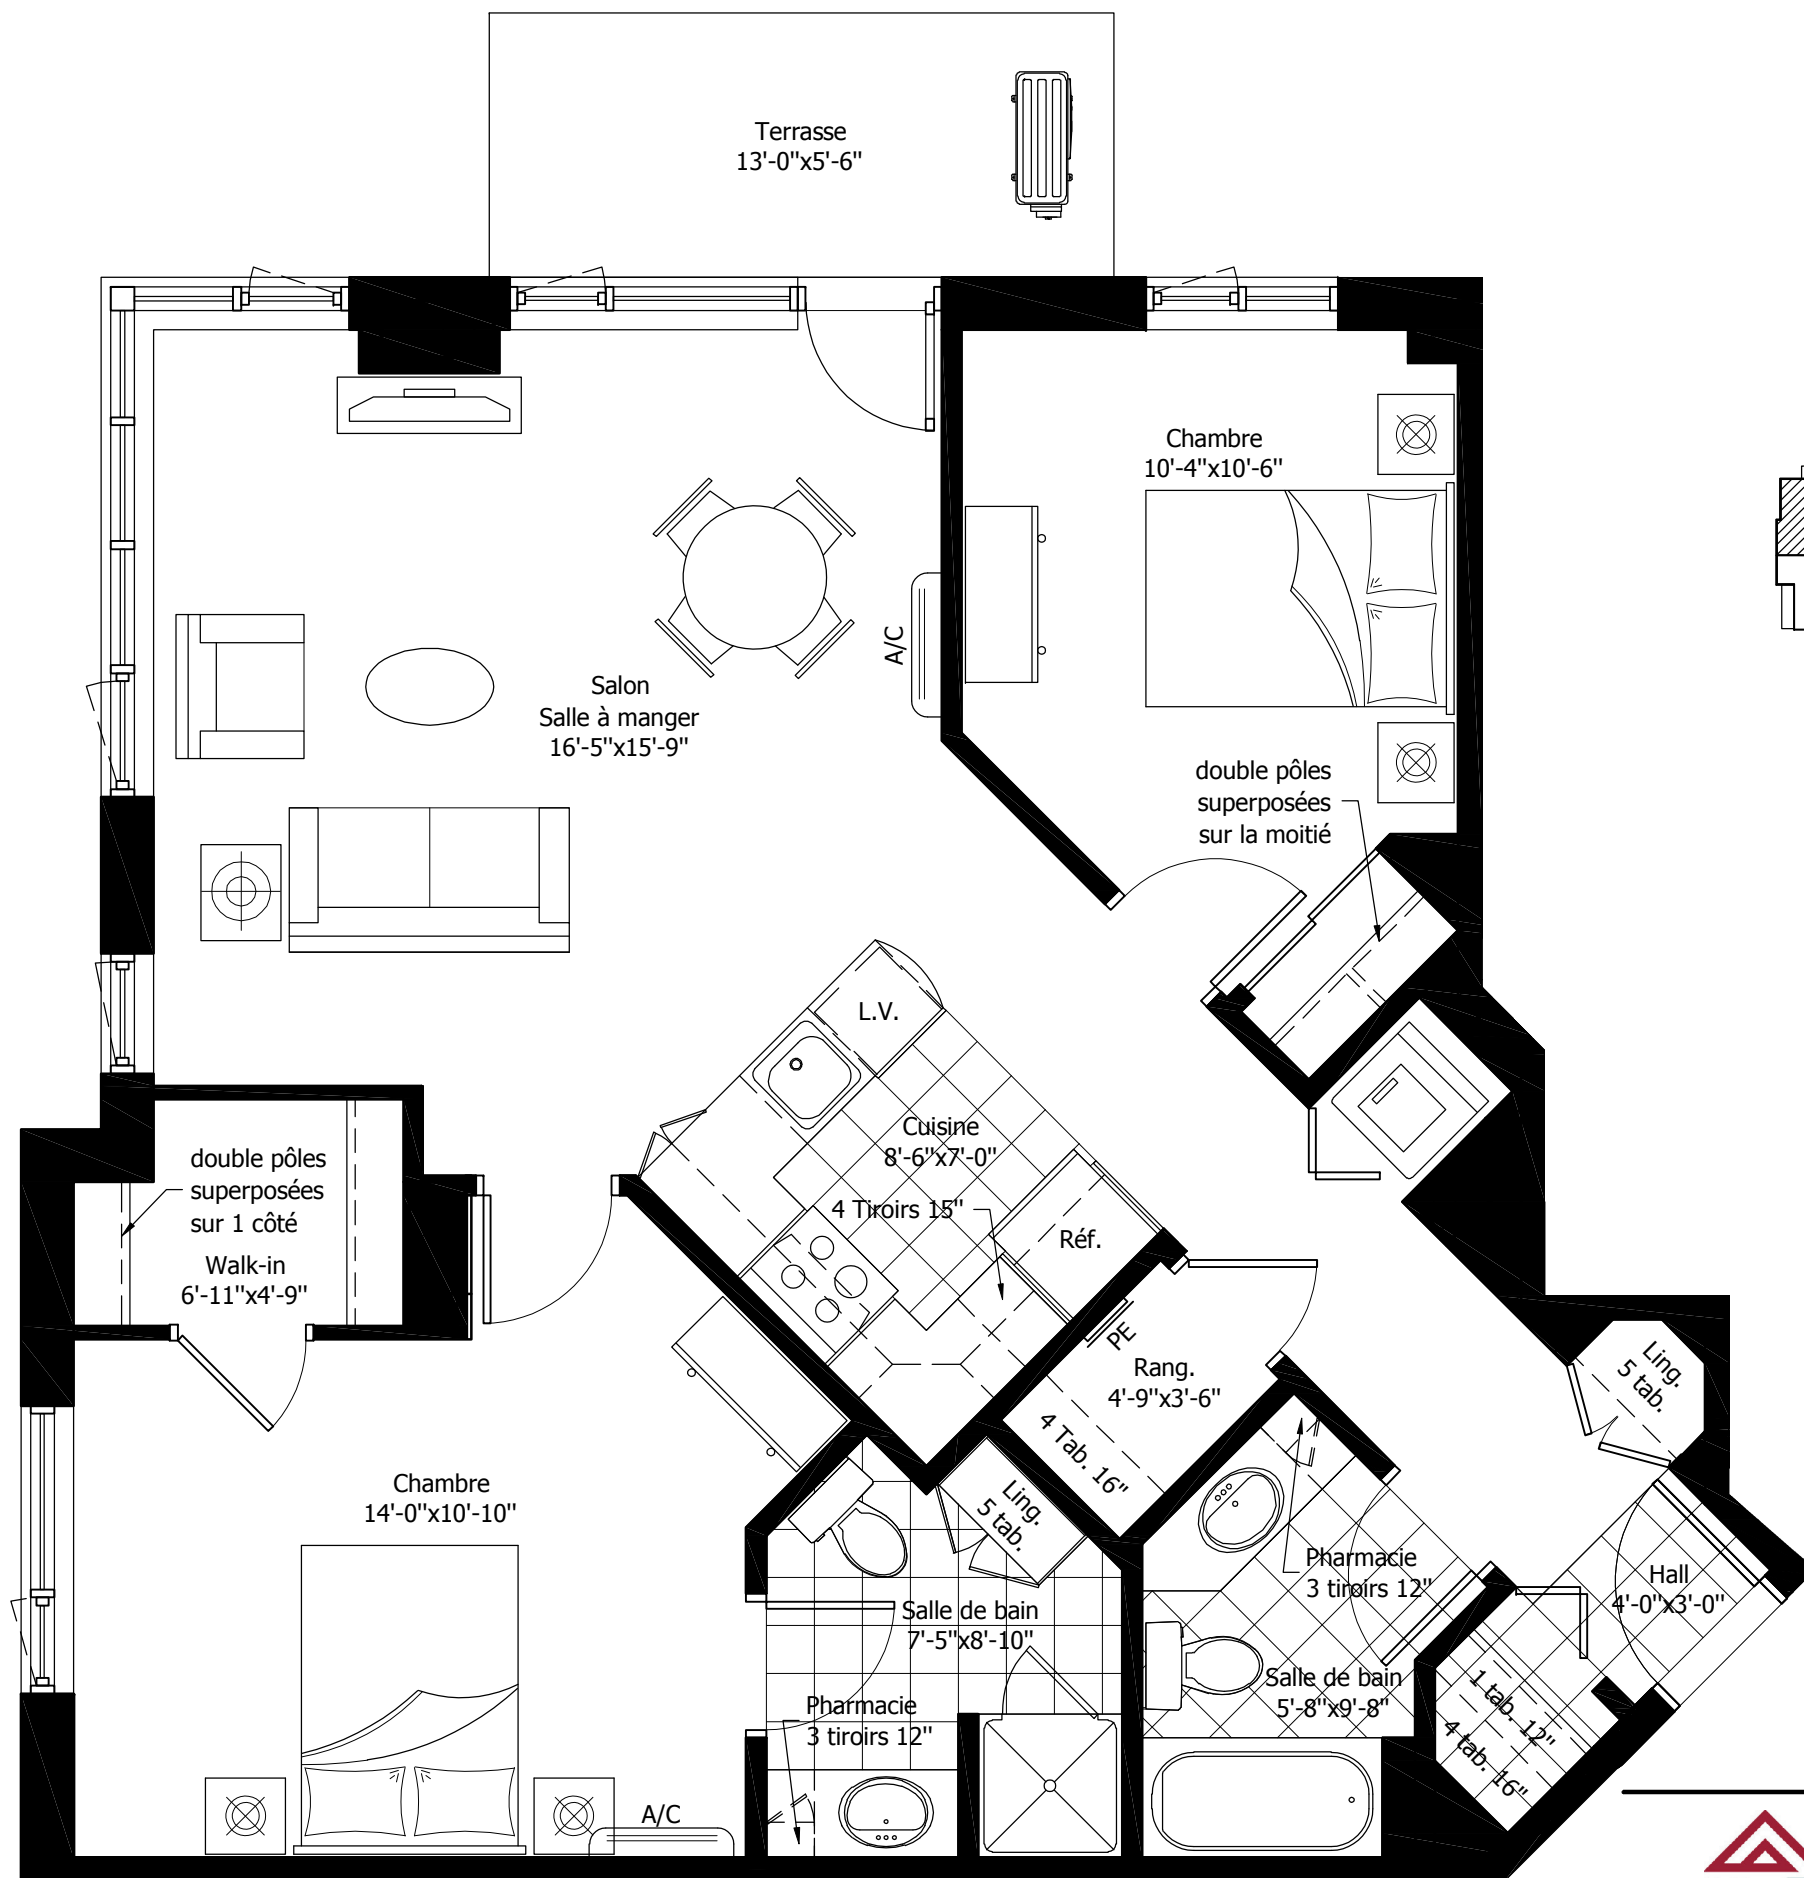 Terrasse
13'-0"x5'-6"
Chambre
10'-4"x10'-6"
A/C
Salon
Salle à manger
16'-5"x15'-9"
double pôles
superposées
sur la moitié
L.V.
Cuisine
8'-6"x7'-0"
4 Tiroirs 15"
Réf.
double pôles
superposées
sur 1 côté
Walk-in
6'-11"x4'-9"
PE
Rang.
4'-9"x3'-6"
4 Tab. 16"
Ling.
5 tab.
Chambre
14'-0"x10'-10"
Ling.
5 tab.
Pharmacie
3 tiroirs 12"
Hall
4'-0"x3'-0"
Salle de bain
7'-5"x8'-10"
Salle de bain
5'-8"x9'-8"
1 tab. 12"
4 tab. 16"
Pharmacie
3 tiroirs 12"
A/C